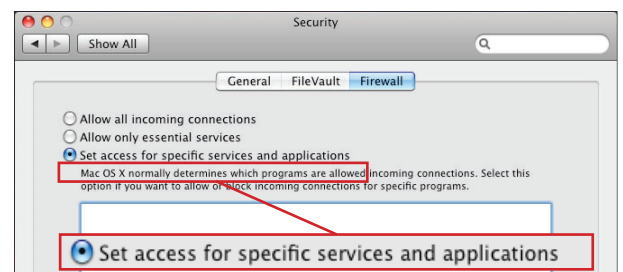 Security
Show All
General FileVault Firewall
Allow all incoming connections
Allow only essential services
Set access for specific services and applications
Mac OS X normally determines which programs are allowed incoming connections. Select this
option if you want to allow or block incoming connections for specific programs.
Set access for specific services and applications